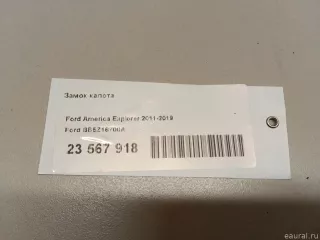 Замок капота
Ford America Explorer 2011-2019
Ford BB5Z16700A
23 567 918
eaural.ru